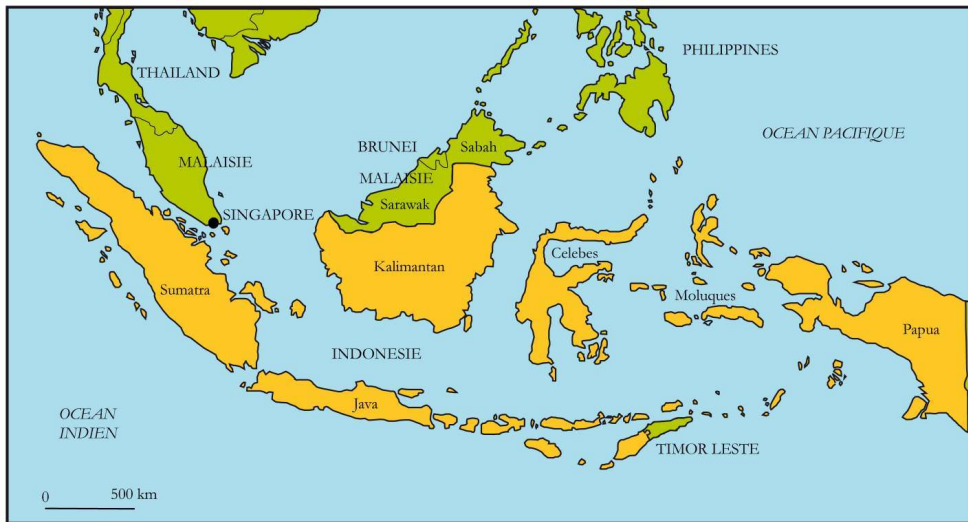 PHILIPPINES
THAILAND
OCEAN PACIFIQUE
BRUNEI
Sabah
MALAISIE
MALAISIE
Sarawak
SINGAPORE
Celebes
Kalimantan
Sumatra
Moluques
Papua
INDONESIE
Java
OCEAN
INDIEN
TIMOR LESTE
0 500 km